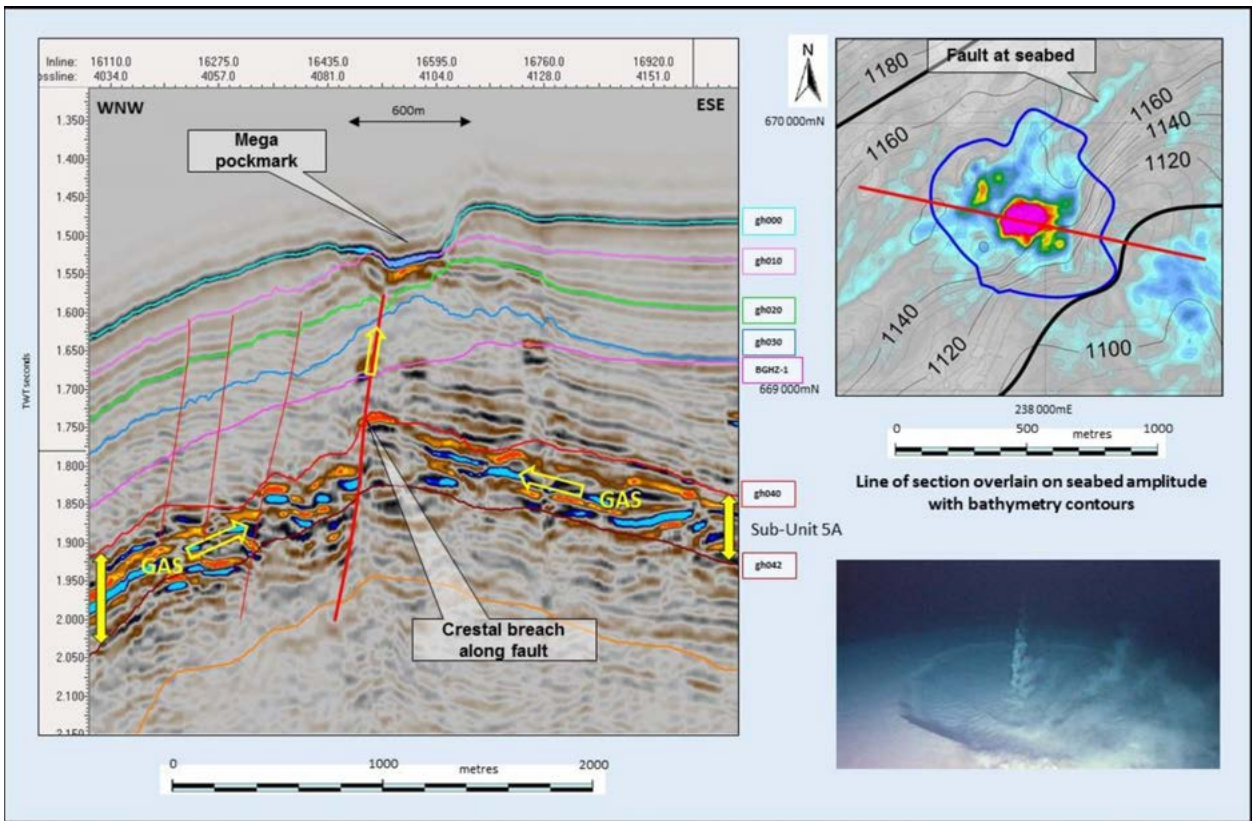 Inline:
16110.0 16275.0 16435.0 16595.0 16760.0 16920.0
ossline:
4034.0 4057.0 4081.0 4104.0 4128.0 4151.0
WNW
ESE
600m
Mega
pockmark
1.350
1.400
1.450
1.500
1.550
1.600
1.650
1.700
1.750
1.800
1.850
1.900
1.950
2.000
2.050
2.100
2.150
TWT seconds
GAS
GAS
Crestal breach
along fault
0 1000 metres 2000
gh000
gh010
gh020
gh030
BGHZ-1
gh040
Sub-Unit 5A
gh042
N
670 000mN
669 000mN
238 000mE
Fault at seabed
1180
1160
1160
1140
1120
1140
1120
1100
0 500 metres 1000
Line of section overlain on seabed amplitude
with bathymetry contours